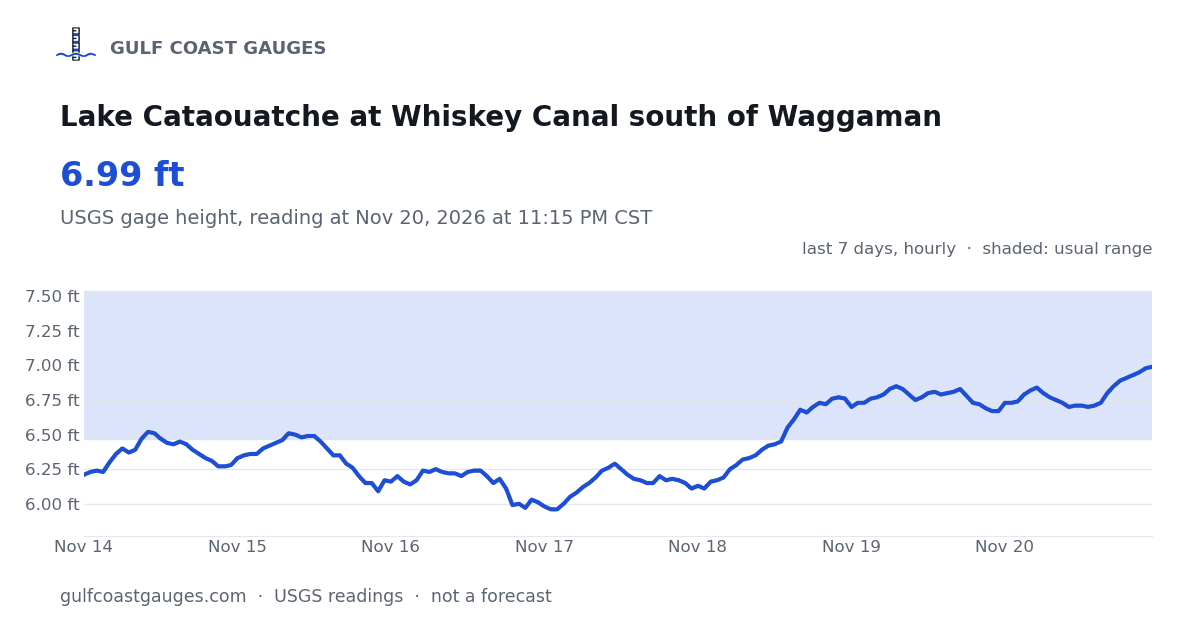 GULF COAST GAUGES
Lake Cataouatche at Whiskey Canal south of Waggaman
6.99 ft
USGS gage height, reading at Nov 20, 2026 at 11:15 PM CST
last 7 days, hourly · shaded: usual range
7.50 ft
7.25 ft
7.00 ft
6.75 ft
6.50 ft
6.25 ft
6.00 ft
Nov 14 Nov 15 Nov 16 Nov 17 Nov 18 Nov 19 Nov 20
gulfcoastgauges.com · USGS readings · not a forecast